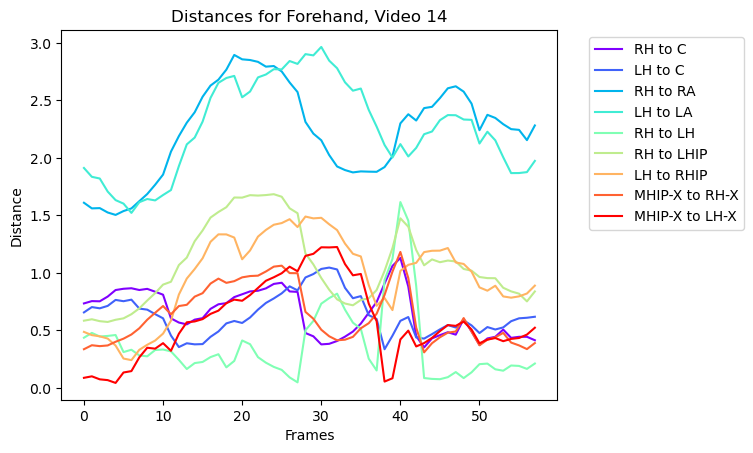 Distances for Forehand, Video 14
3.0
2.5
2.0
1.5
1.0
0.5
0.0
Distance
0
10
20
30
40
50
Frames
RH to C
LH to C
RH to RA
LH to LA
RH to LH
RH to LHIP
LH to RHIP
MHIP-X to RH-X
MHIP-X to LH-X